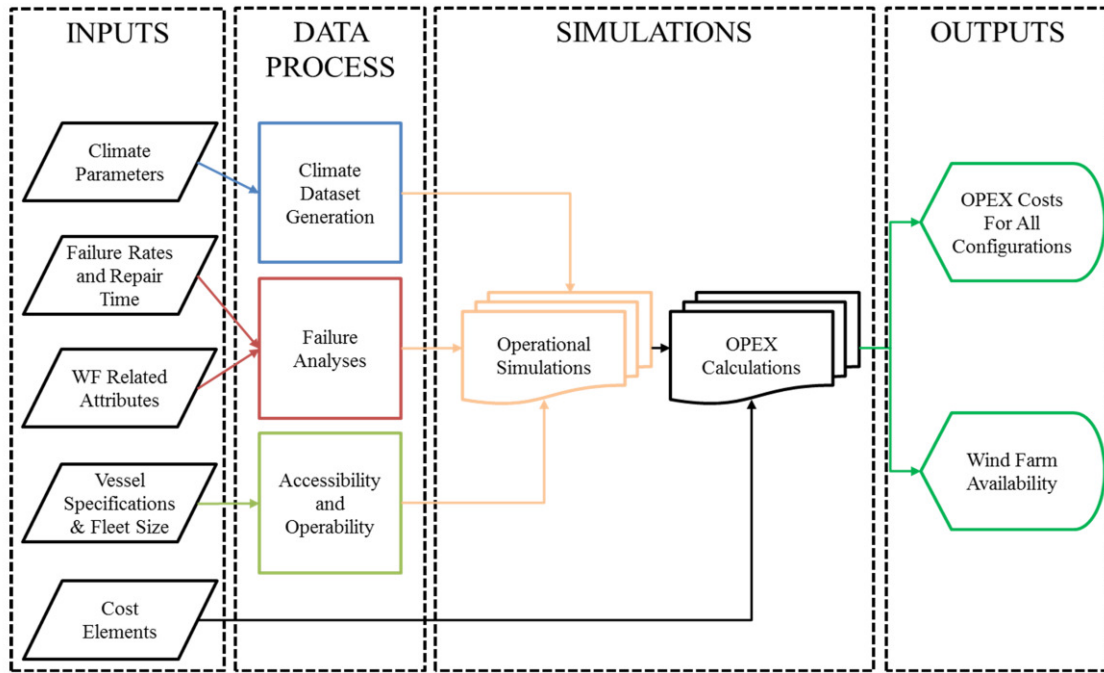 INPUTS
DATA
PROCESS
SIMULATIONS
OUTPUTS
Climate
Parameters
Failure Rates
and Repair
Time
WF Related
Attributes
Vessel
Specifications
& Fleet Size
Cost
Elements
Climate
Dataset
Generation
Failure
Analyses
Accessibility
and
Operability
Operational
Simulations
OPEX
Calculations
OPEX Costs
For All
Configurations
Wind Farm
Availability